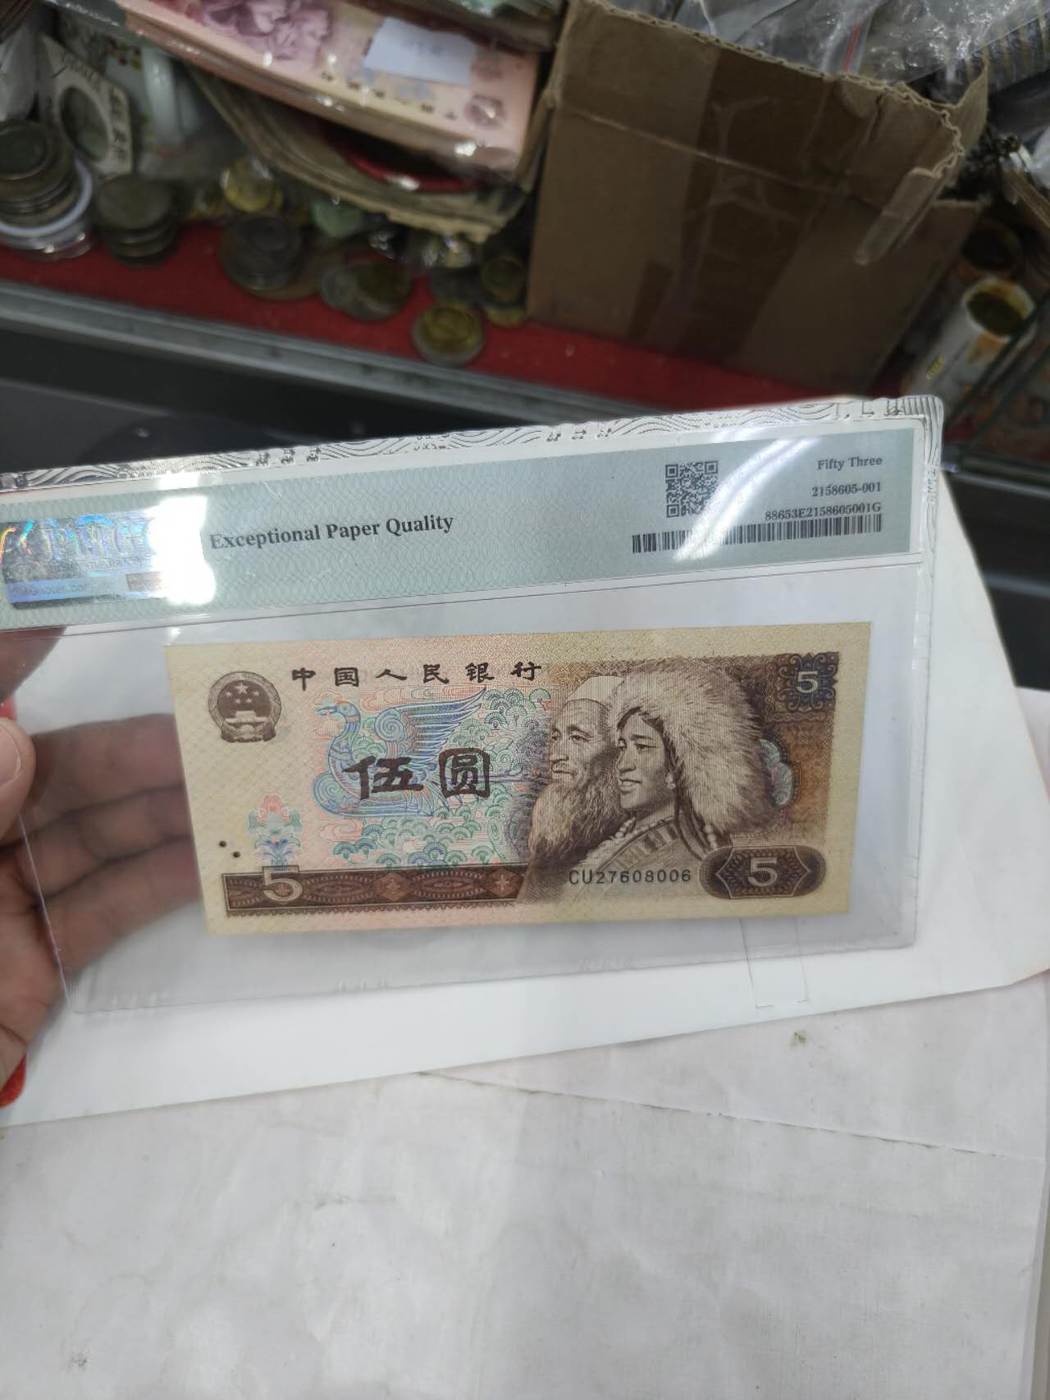 PMG
Exceptional Paper Quality
Fifty Three
2158605-001
88653E2158605001G
中国人民银行
5
伍圆
5
CU27608006
5